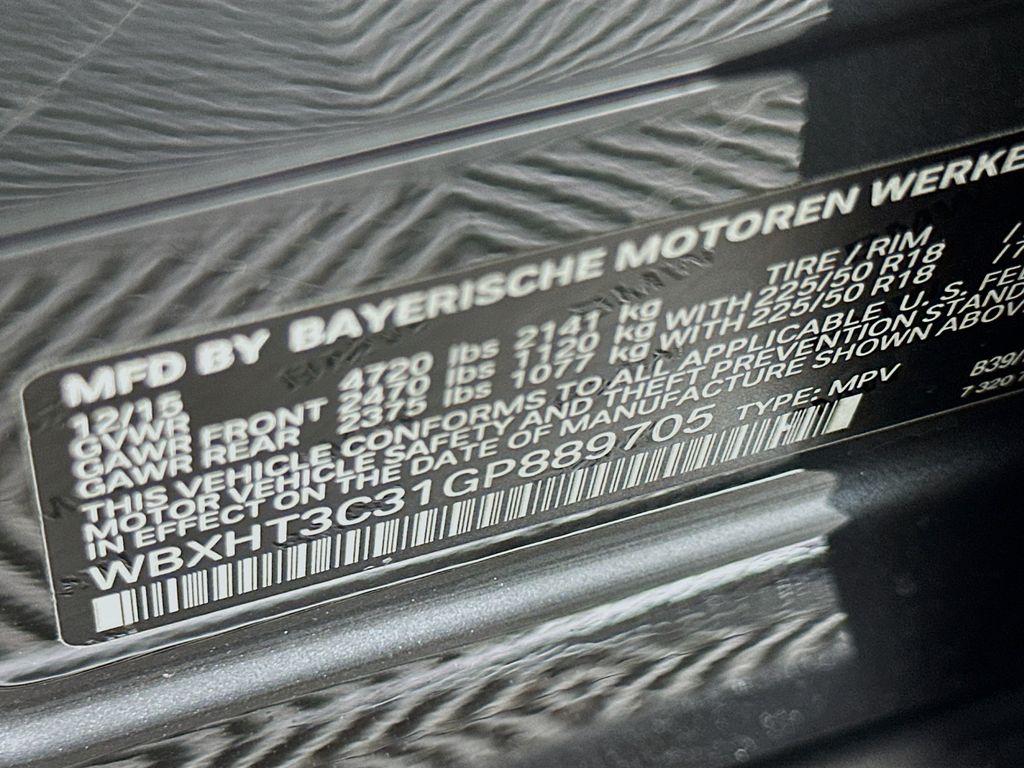 MFD BY BAYERISCHE MOTOREN WERKE
12/15 TIRE / RIM
GVWR 4720 lbs 2141 kg
GAWR FRONT 2470 lbs 1120 kg WITH 225/50 R18
GAWR REAR 2375 lbs 1077 kg WITH 225/50 R18
THIS VEHICLE CONFORMS TO ALL APPLICABLE U. S.
MOTOR VEHICLE SAFETY AND THEFT PREVENTION
IN EFFECT ON THE DATE OF MANUFACTURE SHOWN
WBXHT3C31GP889705 TYPE: MPV
B39/
7 320